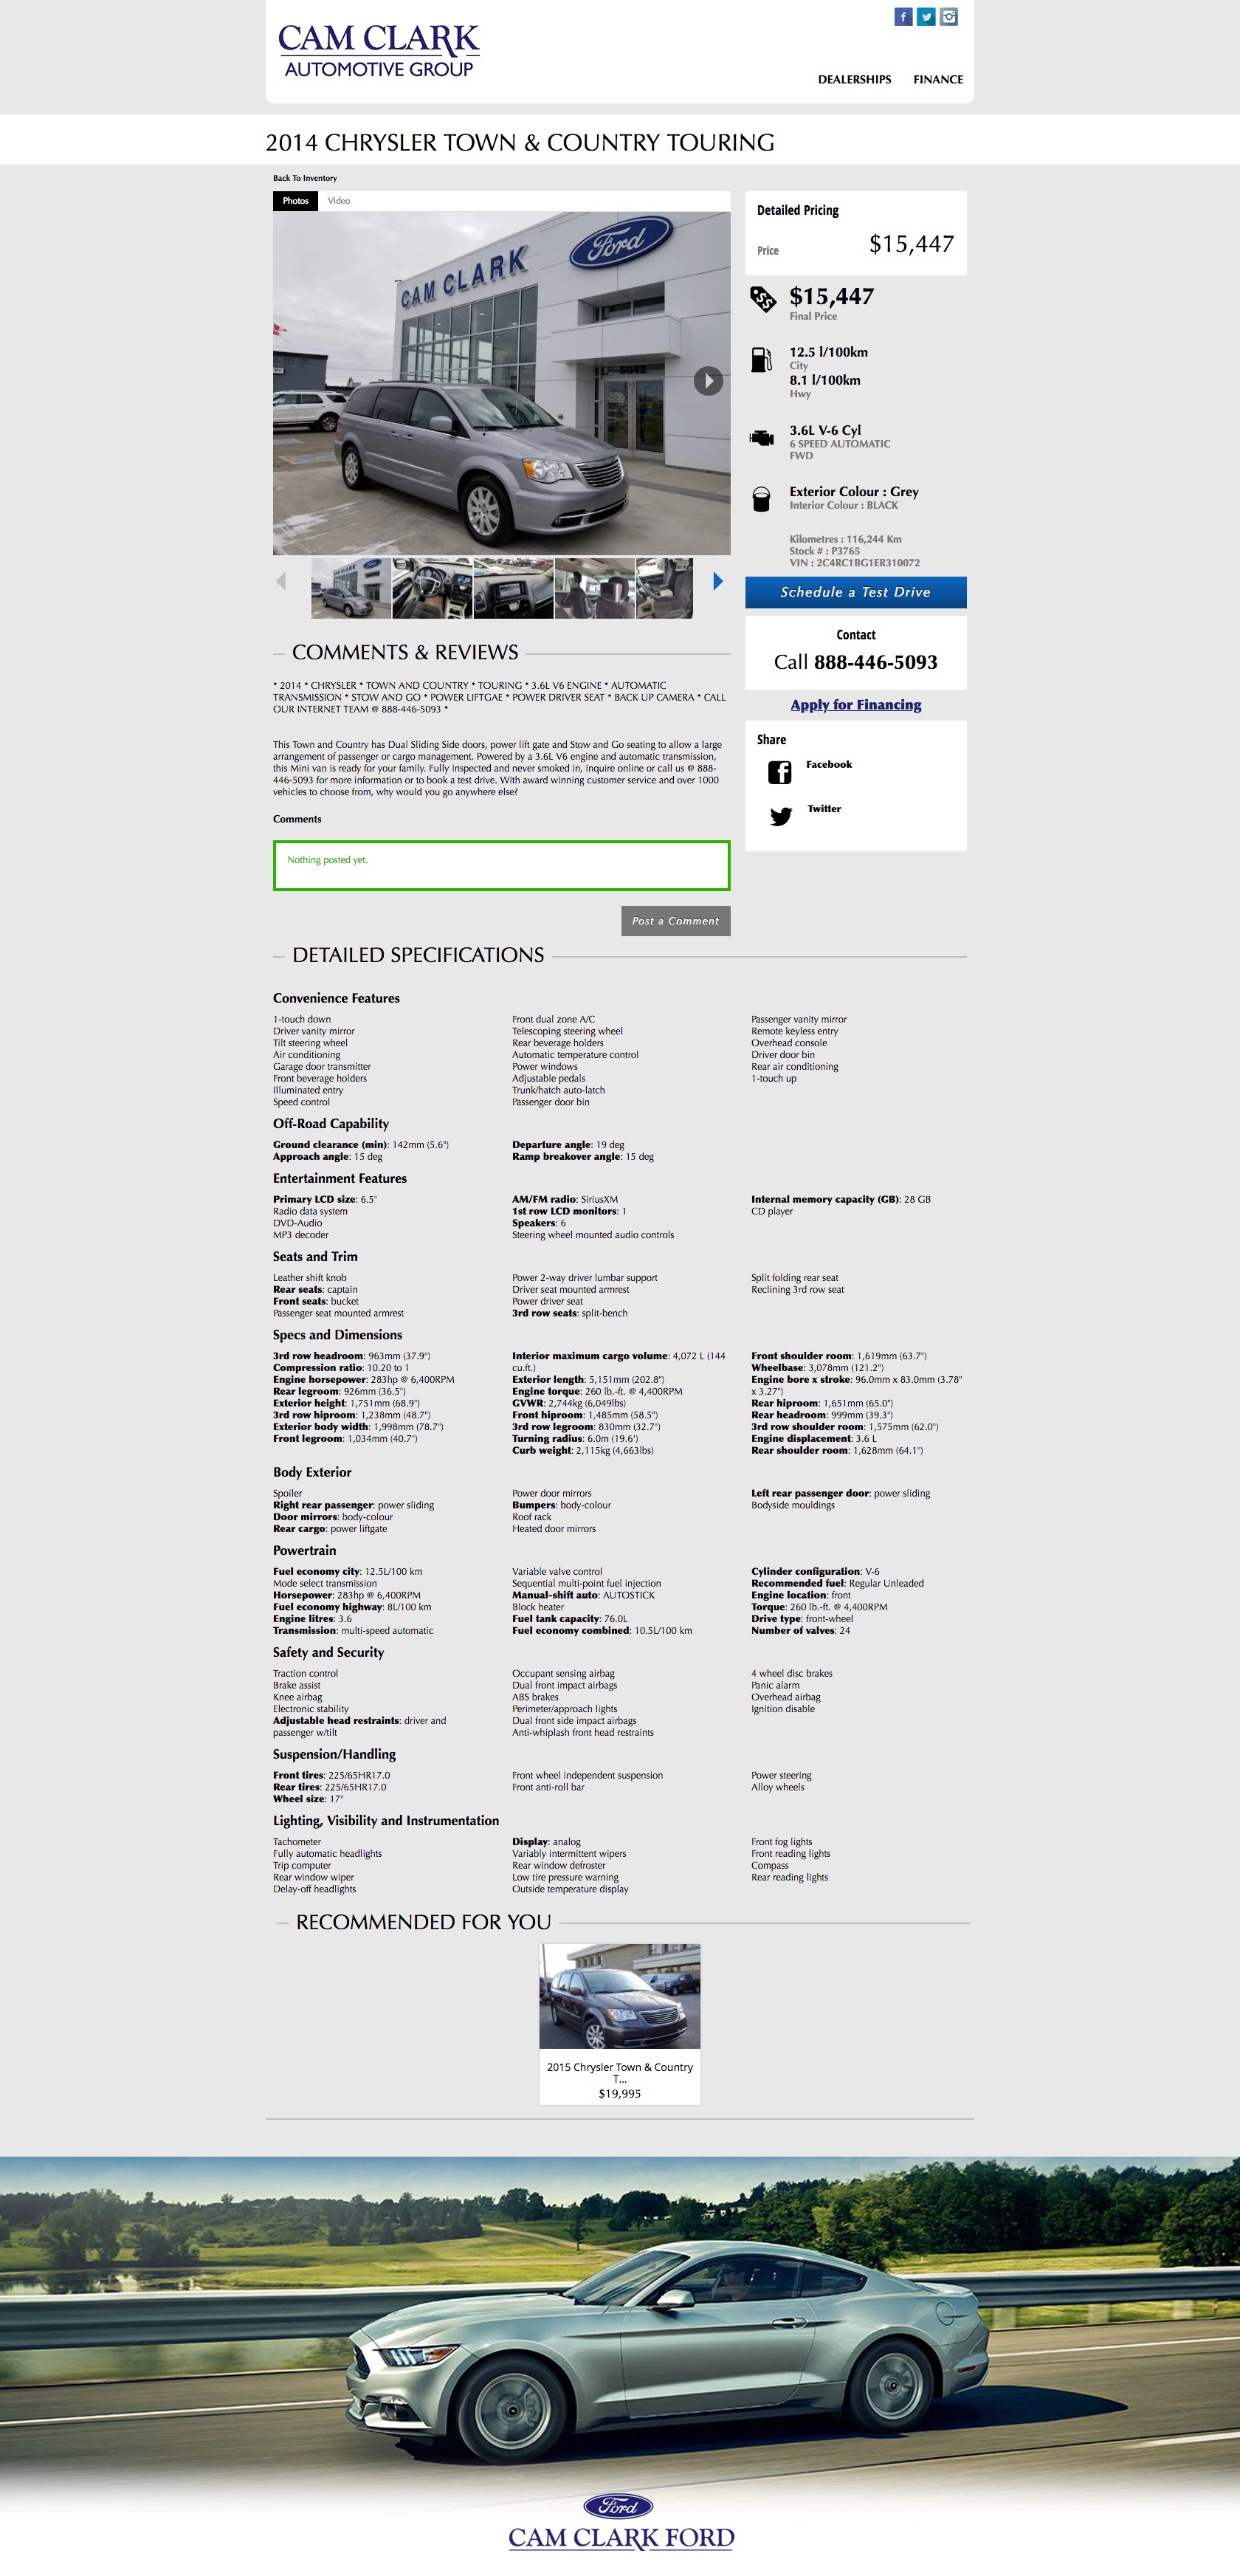 CAM CLARK
AUTOMOTIVE GROUP
DEALERSHIPS FINANCE
2014 CHRYSLER TOWN & COUNTRY TOURING
Back To Inventory
Photos Video
CAM CLARK
Ford
5042
Detailed Pricing
Price $15,447
$15,447
Final Price
12.5 l/100km
City
8.1 l/100km
Hwy
3.6L V-6 Cyl
6 SPEED AUTOMATIC
FWD
Exterior Colour : Grey
Interior Colour : BLACK
Kilometres : 116,244 Km
Stock # : P3765
VIN : 2C4RC1BG1ER310072
Schedule a Test Drive
Contact
Call 888-446-5093
Apply for Financing
Share
Facebook
Twitter
COMMENTS & REVIEWS
* 2014 * CHRYSLER * TOWN AND COUNTRY * TOURING * 3.6L V6 ENGINE * AUTOMATIC
TRANSMISSION * STOW AND GO * POWER LIFTGAE * POWER DRIVER SEAT * BACK UP CAMERA * CALL
OUR INTERNET TEAM @ 888-446-5093 *
This Town and Country has Dual Sliding Side doors, power lift gate and Stow and Go seating to allow a large
arrangement of passenger or cargo management. Powered by a 3.6L V6 engine and automatic transmission,
this Mini van is ready for your family. Fully inspected and never smoked in, inquire online or call us @ 888-
446-5093 for more information or to book a test drive. With award winning customer service and over 1000
vehicles to choose from, why would you go anywhere else?
Comments
Nothing posted yet.
Post a Comment
DETAILED SPECIFICATIONS
Convenience Features
1-touch down
Driver vanity mirror
Tilt steering wheel
Air conditioning
Garage door transmitter
Front beverage holders
Illuminated entry
Speed control
Front dual zone A/C
Telescoping steering wheel
Rear beverage holders
Automatic temperature control
Power windows
Adjustable pedals
Trunk/hatch auto-latch
Passenger door bin
Passenger vanity mirror
Remote keyless entry
Overhead console
Driver door bin
Rear air conditioning
1-touch up
Off-Road Capability
Ground clearance (min): 142mm (5.6")
Approach angle: 15 deg
Departure angle: 19 deg
Ramp breakover angle: 15 deg
Entertainment Features
Primary LCD size: 6.5"
Radio data system
DVD-Audio
MP3 decoder
AM/FM radio: SiriusXM
1st row LCD monitors: 1
Speakers: 6
Steering wheel mounted audio controls
Internal memory capacity (GB): 28 GB
CD player
Seats and Trim
Leather shift knob
Rear seats: captain
Front seats: bucket
Passenger seat mounted armrest
Power 2-way driver lumbar support
Driver seat mounted armrest
Power driver seat
3rd row seats: split-bench
Split folding rear seat
Reclining 3rd row seat
Specs and Dimensions
3rd row headroom: 963mm (37.9")
Compression ratio: 10.20 to 1
Engine horsepower: 283hp @ 6,400RPM
Rear legroom: 926mm (36.5")
Exterior height: 1,751mm (68.9")
3rd row hiproom: 1,238mm (48.7")
Exterior body width: 1,998mm (78.7")
Front legroom: 1,034mm (40.7")
Interior maximum cargo volume: 4,072 L (144
cu.ft.)
Exterior length: 5,151mm (202.8")
Engine torque: 260 lb.-ft. @ 4,400RPM
GVWR: 2,744kg (6,049lbs)
Front hiproom: 1,485mm (58.5")
3rd row legroom: 830mm (32.7")
Turning radius: 6.0m (19.6')
Curb weight: 2,115kg (4,663lbs)
Front shoulder room: 1,619mm (63.7")
Wheelbase: 3,078mm (121.2")
Engine bore x stroke: 96.0mm x 83.0mm (3.78"
x 3.27")
Rear hiproom: 1,651mm (65.0")
Rear headroom: 999mm (39.3")
3rd row shoulder room: 1,575mm (62.0")
Engine displacement: 3.6 L
Rear shoulder room: 1,628mm (64.1")
Body Exterior
Spoiler
Right rear passenger: power sliding
Door mirrors: body-colour
Rear cargo: power liftgate
Power door mirrors
Bumpers: body-colour
Roof rack
Heated door mirrors
Left rear passenger door: power sliding
Bodyside mouldings
Powertrain
Fuel economy city: 12.5L/100 km
Mode select transmission
Horsepower: 283hp @ 6,400RPM
Fuel economy highway: 8L/100 km
Engine litres: 3.6
Transmission: multi-speed automatic
Variable valve control
Sequential multi-point fuel injection
Manual-shift auto: AUTOSTICK
Block heater
Fuel tank capacity: 76.0L
Fuel economy combined: 10.5L/100 km
Cylinder configuration: V-6
Recommended fuel: Regular Unleaded
Engine location: front
Torque: 260 lb.-ft. @ 4,400RPM
Drive type: front-wheel
Number of valves: 24
Safety and Security
Traction control
Brake assist
Knee airbag
Electronic stability
Adjustable head restraints: driver and
passenger w/tilt
Occupant sensing airbag
Dual front impact airbags
ABS brakes
Perimeter/approach lights
Dual front side impact airbags
Anti-whiplash front head restraints
4 wheel disc brakes
Panic alarm
Overhead airbag
Ignition disable
Suspension/Handling
Front tires: 225/65HR17.0
Rear tires: 225/65HR17.0
Wheel size: 17"
Front wheel independent suspension
Front anti-roll bar
Power steering
Alloy wheels
Lighting, Visibility and Instrumentation
Tachometer
Fully automatic headlights
Trip computer
Rear window wiper
Delay-off headlights
Display: analog
Variably intermittent wipers
Rear window defroster
Low tire pressure warning
Outside temperature display
Front fog lights
Front reading lights
Compass
Rear reading lights
RECOMMENDED FOR YOU
2015 Chrysler Town & Country
T...
$19,995
Ford
CAM CLARK FORD